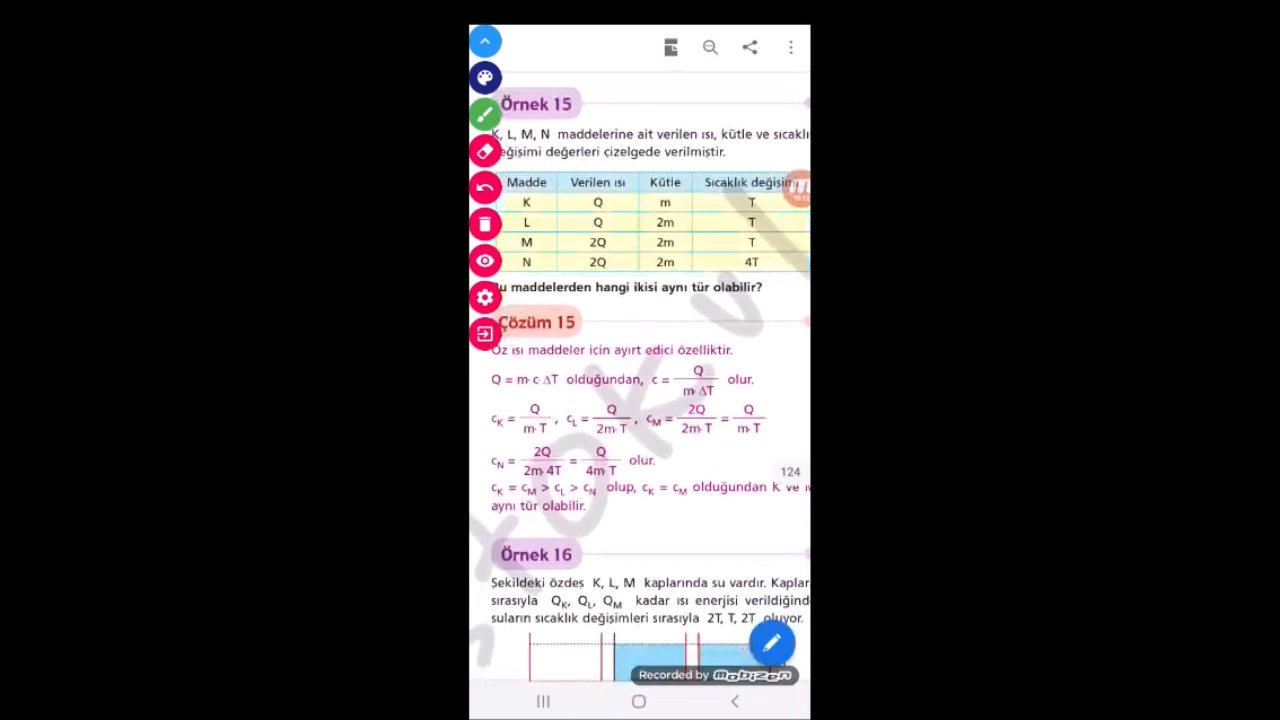 Örnek 15
K, L, M, N maddelerine ait verilen ısı, kütle ve sıcaklı
eğişimi değerleri çizelgede verilmiştir.
Madde Verilen ısı Kütle Sıcaklık değişim
K Q m T
L Q 2m T
M 2Q 2m T
N 2Q 2m 4T
u maddelerden hangi ikisi aynı tür olabilir?
Çözüm 15
Öz ısı maddeler için ayırt edici özelliktir.
Q = m·c·ΔT olduğundan, c = Q / m·ΔT olur.
cK = Q / m·T , cL = Q / 2m·T , cM = 2Q / 2m·T = Q / m·T
cN = 2Q / 2m·4T = Q / 4m·T olur.
124
cK = cM > cL > cN olup, cK = cM olduğundan K ve
aynı tür olabilir.
Örnek 16
Şekildeki özdeş K, L, M kaplarında su vardır. Kaplar
sırasıyla QK, QL, QM kadar ısı enerjisi verildiğind
suların sıcaklık değişimleri sırasıyla 2T, T, 2T oluyor.
Recorded by mobizen